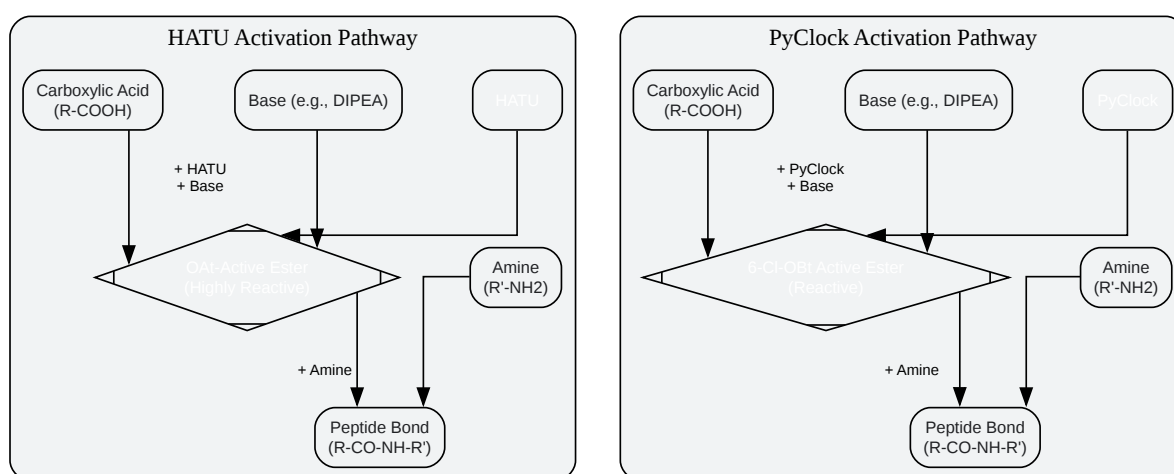 HATU Activation Pathway
Carboxylic Acid
(R-COOH)
Base (e.g., DIPEA)
HATU
+ HATU
+ Base
OAt-Active Ester
(Highly Reactive)
Amine
(R'-NH2)
+ Amine
Peptide Bond
(R-CO-NH-R')
PyClock Activation Pathway
Carboxylic Acid
(R-COOH)
Base (e.g., DIPEA)
PyClock
+ PyClock
+ Base
6-Cl-OBt Active Ester
(Reactive)
Amine
(R'-NH2)
+ Amine
Peptide Bond
(R-CO-NH-R')